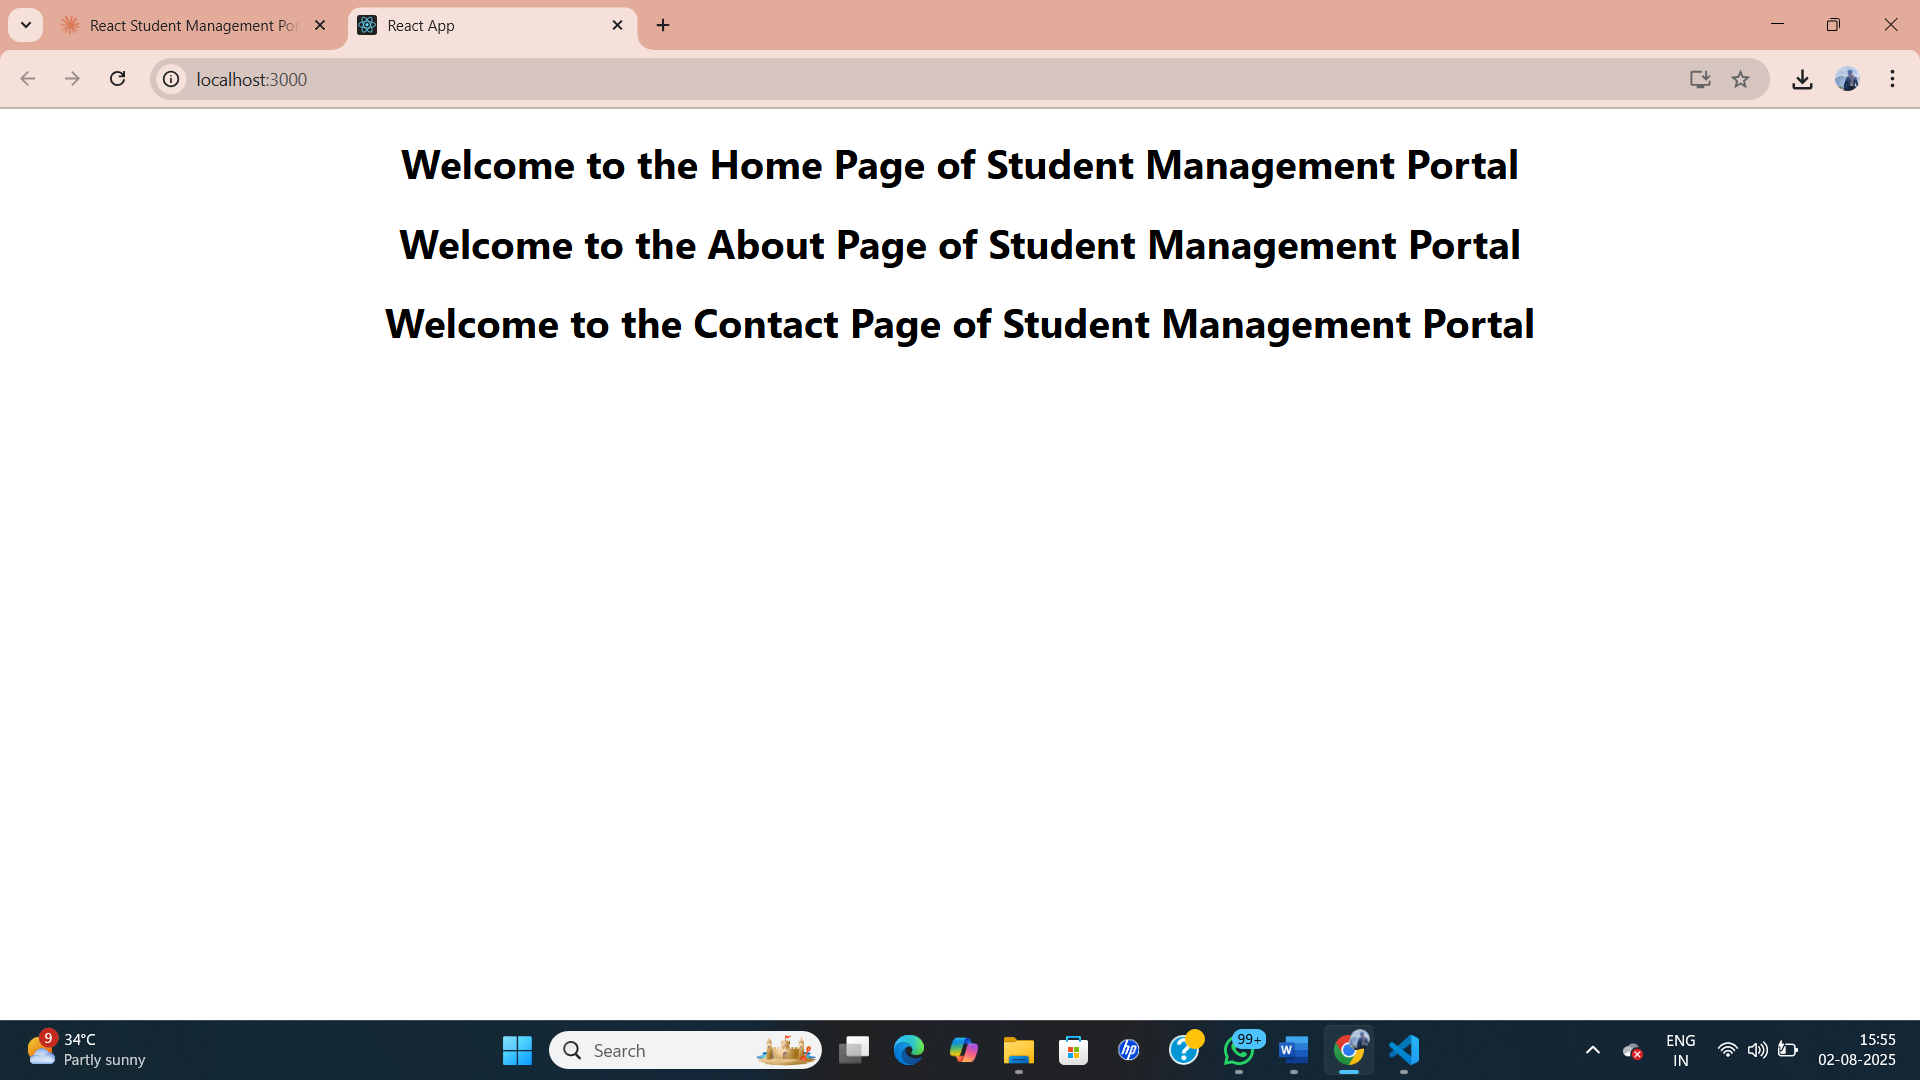 React Student Management Por
React App
localhost:3000
Welcome to the Home Page of Student Management Portal
Welcome to the About Page of Student Management Portal
Welcome to the Contact Page of Student Management Portal
9
34°C
Partly sunny
Search
hp
99+
W
ENG
IN
15:55
02-08-2025